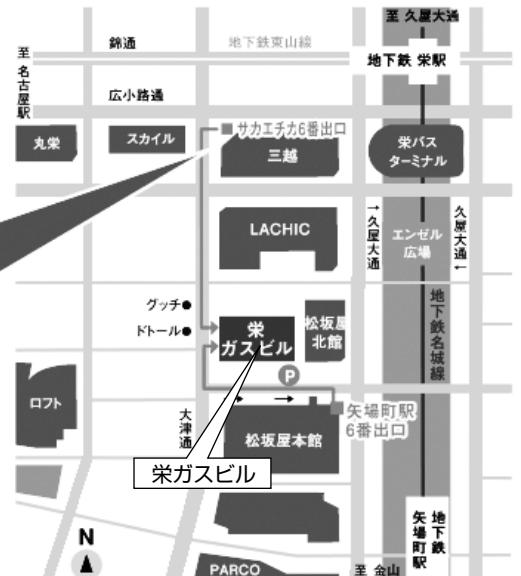 至 久屋大通
錦通
地下鉄東山線
至 名古屋駅
地下鉄 栄駅
広小路通
サカエチカ6番出口
丸栄
スカイル
三越
栄バス
ターミナル
LACHIC
→久屋大通
エンゼル
広場
久屋大通←
グッチ●
ドトール●
栄
ガスビル
松坂屋
北館
地下鉄名城線
P
ロフト
大津通
→
矢場町駅
6番出口
松坂屋本館
栄ガスビル
N
地下鉄
矢場町駅
PARCO
至 金山